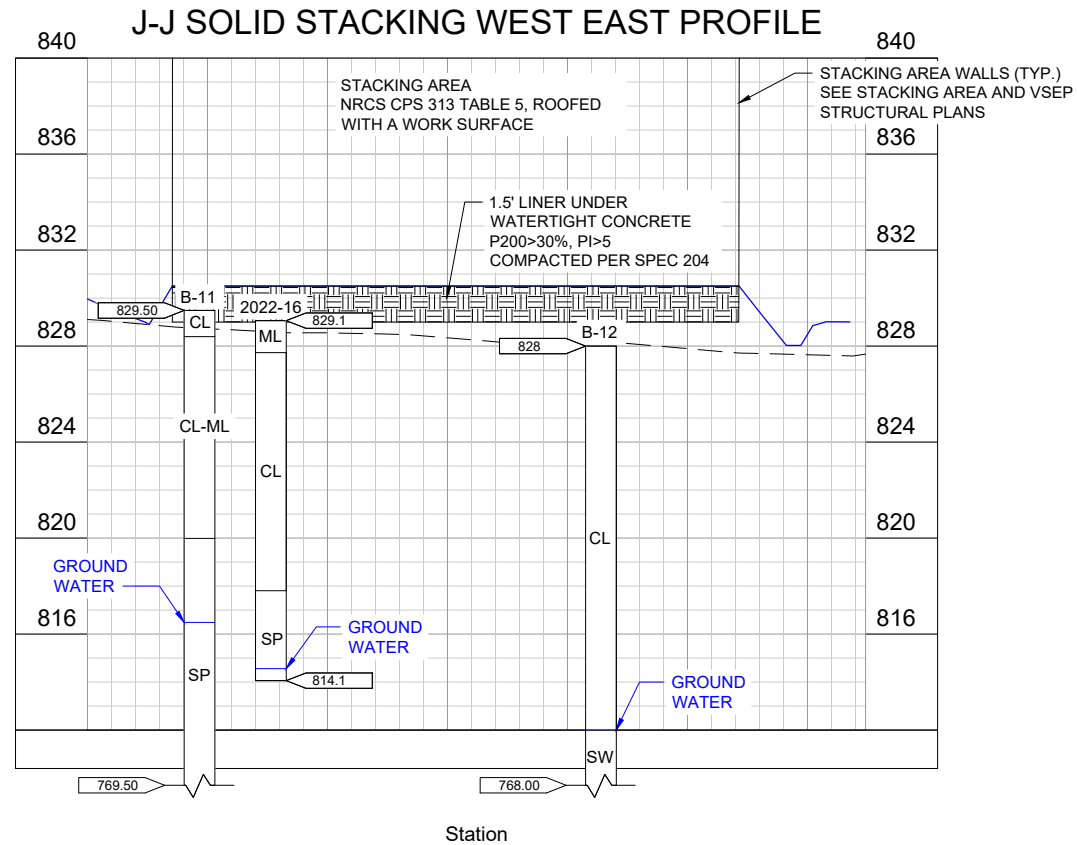 J-J SOLID STACKING WEST EAST PROFILE
840
840
STACKING AREA
NRCS CPS 313 TABLE 5, ROOFED
WITH A WORK SURFACE
STACKING AREA WALLS (TYP.)
SEE STACKING AREA AND VSEP
STRUCTURAL PLANS
836
836
1.5' LINER UNDER
WATERTIGHT CONCRETE
P200>30%, PI>5
COMPACTED PER SPEC 204
832
832
B-11
829.50
CL
2022-16
829.1
ML
828
828
B-12
828
CL-ML
824
824
CL
CL
820
820
GROUND
WATER
816
816
GROUND
WATER
SP
SP
814.1
GROUND
WATER
SW
769.50
768.00
Station